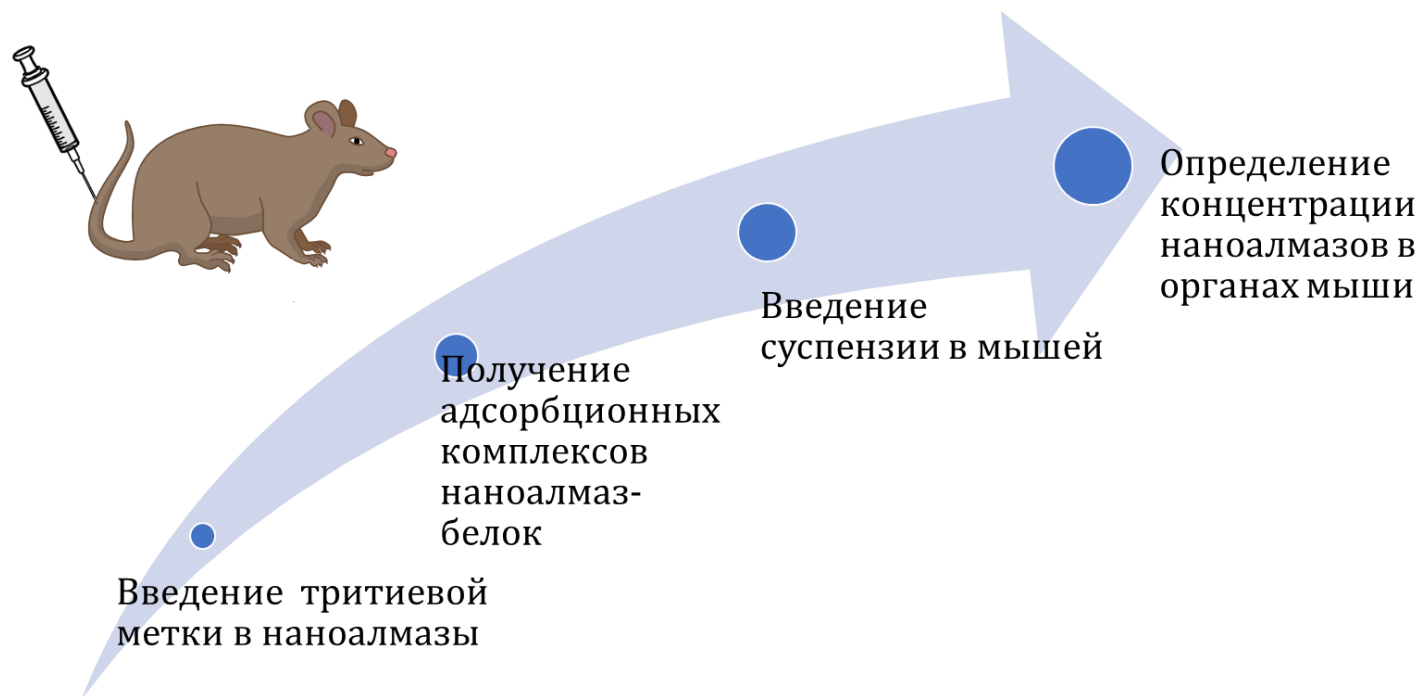 Введение тритиевой
метки в наноалмазы
Получение
адсорбционных
комплексов
наноалмаз-
белок
Введение
суспензии в мышей
Определение
концентрации
наноалмазов в
органах мыши